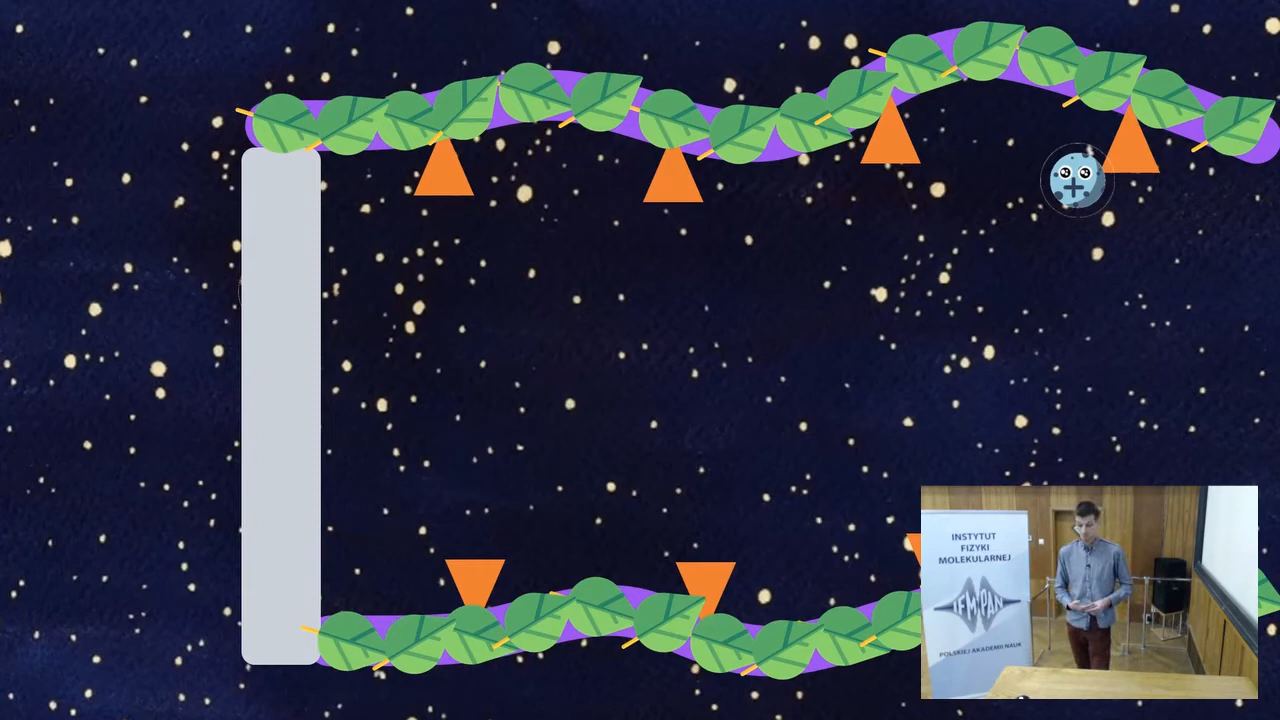 INSTYTUT
FIZYKI
MOLEKULARNEJ
IFM PAN
POLSKIEJ AKADEMII NAUK